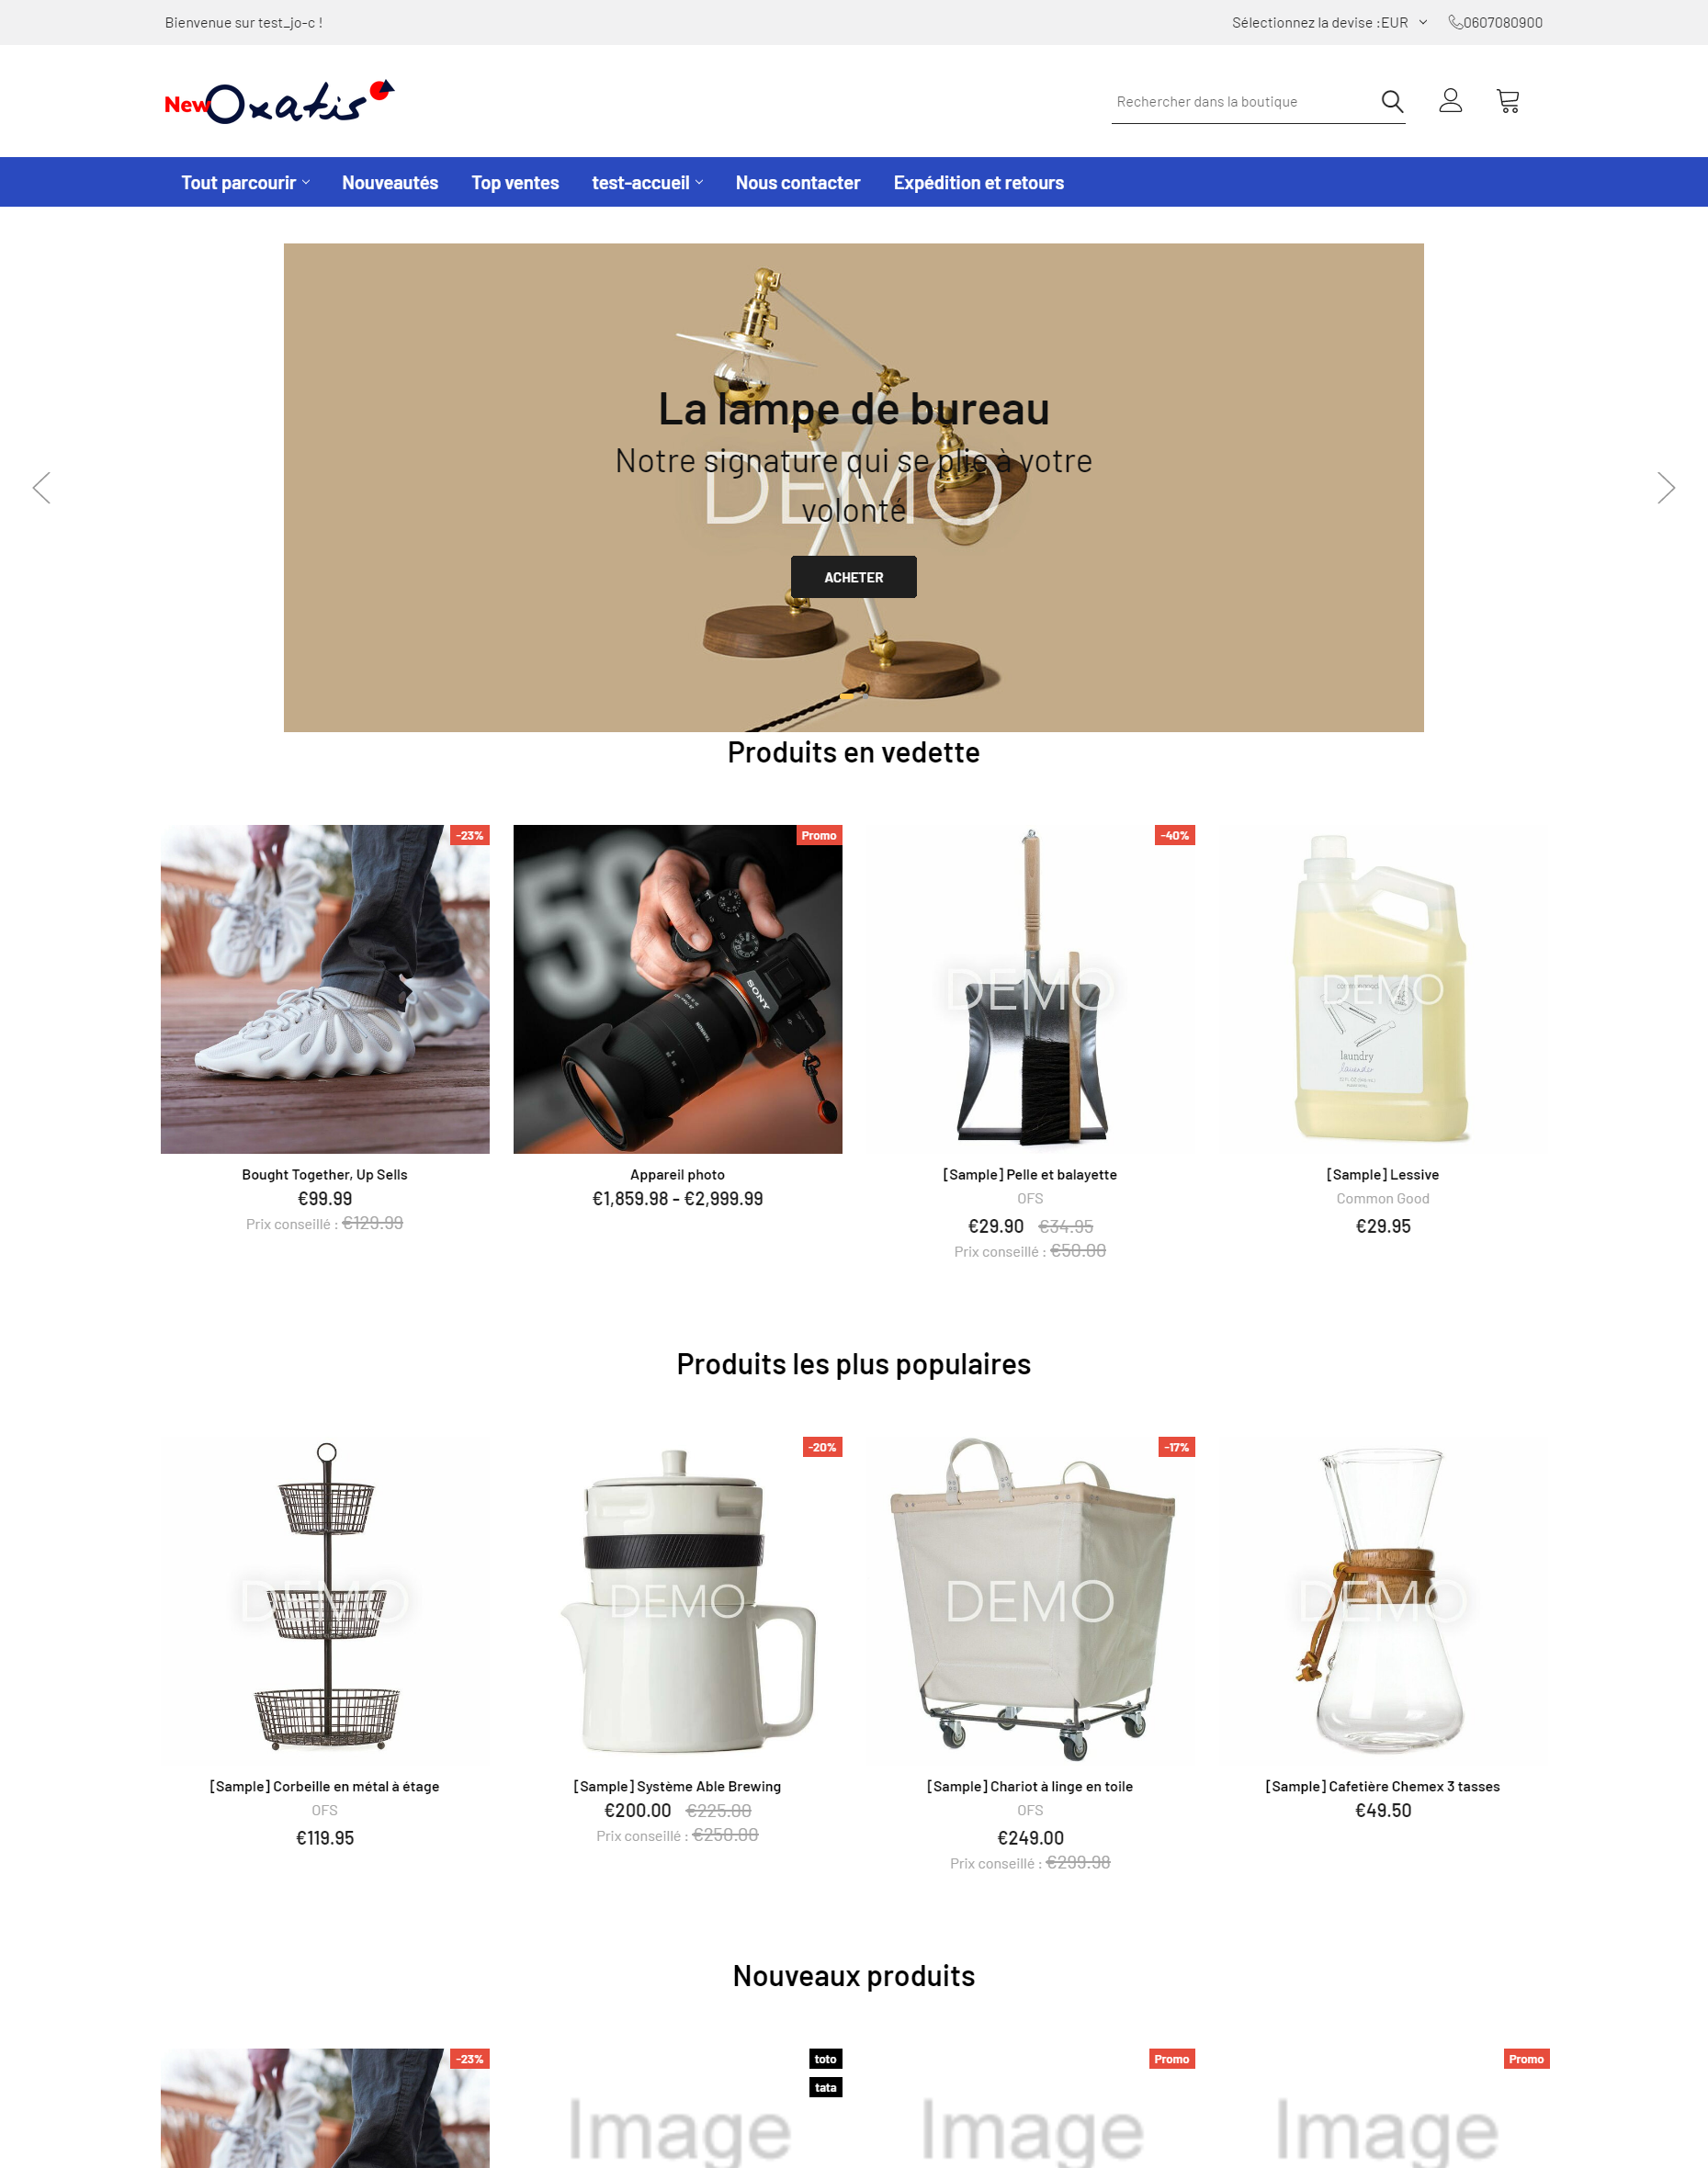 Bienvenue sur test_jo-c !
Sélectionnez la devise :EUR
0607080900
New Oxatis
Rechercher dans la boutique
Tout parcourir
Nouveautés
Top ventes
test-accueil
Nous contacter
Expédition et retours
La lampe de bureau
Notre signature qui se plie à votre
DEMO
volonté
ACHETER
Produits en vedette
-23%
Promo
-40%
50
SONY
TAMRON
DEMO
DEMO
common good
laundry
lavender
Bought Together, Up Sells
€99.99
Prix conseillé : €129.99
Appareil photo
€1,859.98 - €2,999.99
[Sample] Pelle et balayette
OFS
€29.90 €34.95
Prix conseillé : €50.00
[Sample] Lessive
Common Good
€29.95
Produits les plus populaires
-20%
-17%
DEMO
DEMO
DEMO
DEMO
[Sample] Corbeille en métal à étage
OFS
€119.95
[Sample] Système Able Brewing
€200.00 €225.00
Prix conseillé : €250.00
[Sample] Chariot à linge en toile
OFS
€249.00
Prix conseillé : €299.98
[Sample] Cafetière Chemex 3 tasses
€49.50
Nouveaux produits
-23%
toto
tata
Promo
Promo
Image
Image
Image